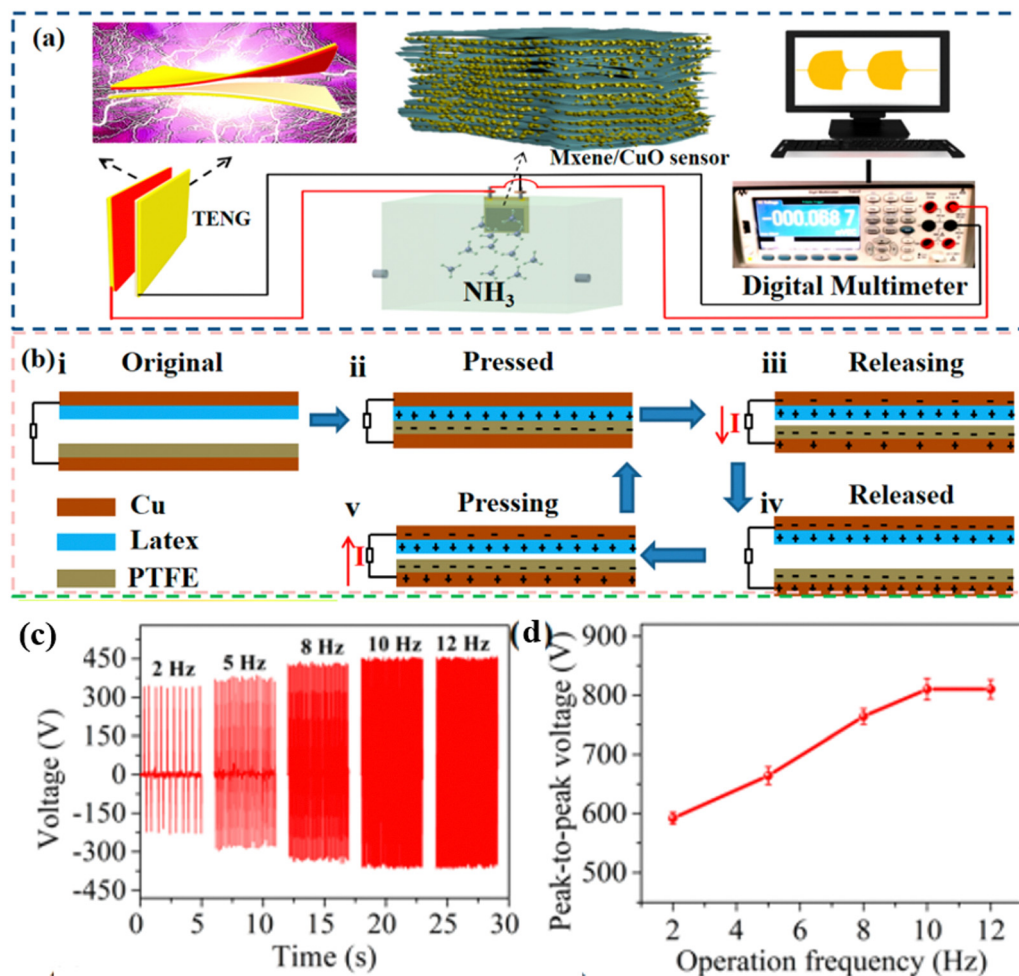 (a)
Mxene/CuO sensor
TENG
NH3
-000.068 7
Digital Multimeter
(b)
i
Original
ii
Pressed
iii
Releasing
I
Cu
Latex
PTFE
v
Pressing
I
iv
Released
(c)
Voltage (V)
450
300
150
0
-150
-300
-450
2 Hz
5 Hz
8 Hz
10 Hz
12 Hz
0 5 10 15 20 25 30
Time (s)
(d)
Peak-to-peak voltage (V)
900
800
700
600
500
2 4 6 8 10 12
Operation frequency (Hz)